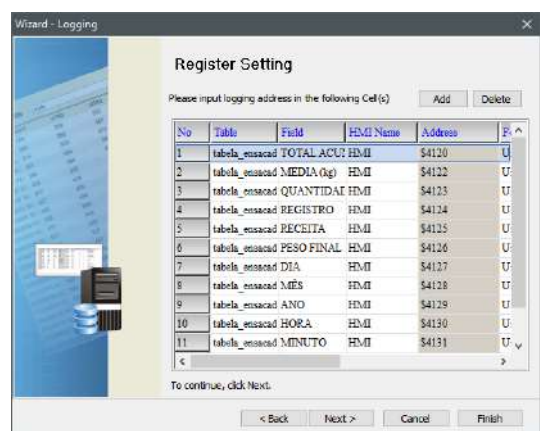 Wizard - Logging
Register Setting
Please input logging address in the following Cell(s) Add Delete
No Table Field HMI Name Address
1 tabela_ensacad TOTAL ACU HMI $4120 U
2 tabela_ensacad MEDIA (kg) HMI $4122 U
3 tabela_ensacad QUANTIDAI HMI $4123 U
4 tabela_ensacad REGISTRO HMI $4124 U
5 tabela_ensacad RECEITA HMI $4125 U
6 tabela_ensacad PESO FINAL HMI $4126 U
7 tabela_ensacad DIA HMI $4127 U
8 tabela_ensacad MÊS HMI $4128 U
9 tabela_ensacad ANO HMI $4129 U
10 tabela_ensacad HORA HMI $4130 U
11 tabela_ensacad MINUTO HMI $4131 U
To continue, click Next.
< Back Next > Cancel Finish